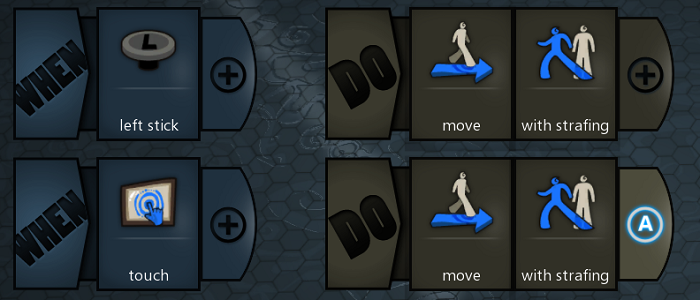 WHEN L left stick DO move with strafing
WHEN touch DO move with strafing A